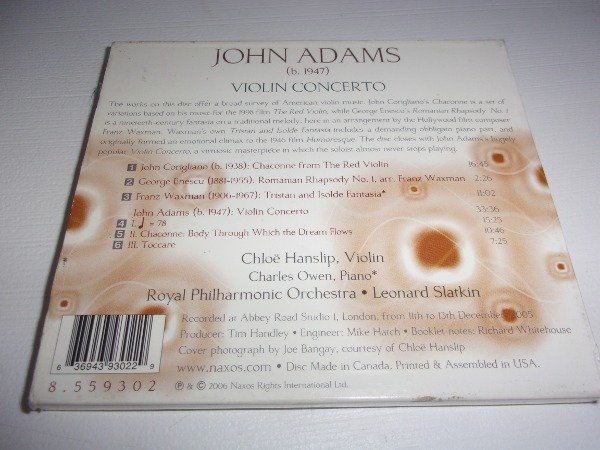 JOHN ADAMS
(b. 1947)
VIOLIN CONCERTO
The works on this disc offer a broad survey of American violin music. John Corigliano's Chaconne is a set of
variations based on his music for the 1998 film The Red Violin, while George Enescu's Romanian Rhapsody No. 1
is a nineteenth-century fantasia on a traditional melody, here in an arrangement by the Hollywood film composer
Franz Waxman. Waxman's own Tristan and Isolde Fantasia includes a demanding obbligato piano part, and
originally formed an emotional climax to the 1946 film Humoresque. The disc closes with John Adams's hugely
popular Violin Concerto, a virtuosic masterpiece in which the soloist almost never stops playing.
1 John Corigliano (b. 1938): Chaconne from The Red Violin 16:45
2 George Enescu (1881-1955): Romanian Rhapsody No. 1, arr. Franz Waxman 2:26
3 Franz Waxman (1906-1967): Tristan and Isolde Fantasia* 11:02
John Adams (b. 1947): Violin Concerto 33:36
4 I. ♩ = 78 15:25
5 II. Chaconne: Body Through Which the Dream Flows 10:46
6 III. Toccare 7:25
Chloë Hanslip, Violin
Charles Owen, Piano*
Royal Philharmonic Orchestra • Leonard Slatkin
Recorded at Abbey Road Studio 1, London, from 11th to 13th December, 2005
Producer: Tim Handley • Engineer: Mike Hatch • Booklet notes: Richard Whitehouse
Cover photograph by Joe Bangay, courtesy of Chloë Hanslip
www.naxos.com • Disc Made in Canada. Printed & Assembled in USA.
6 36943 93022 9
8.559302
℗ & © 2006 Naxos Rights International Ltd.